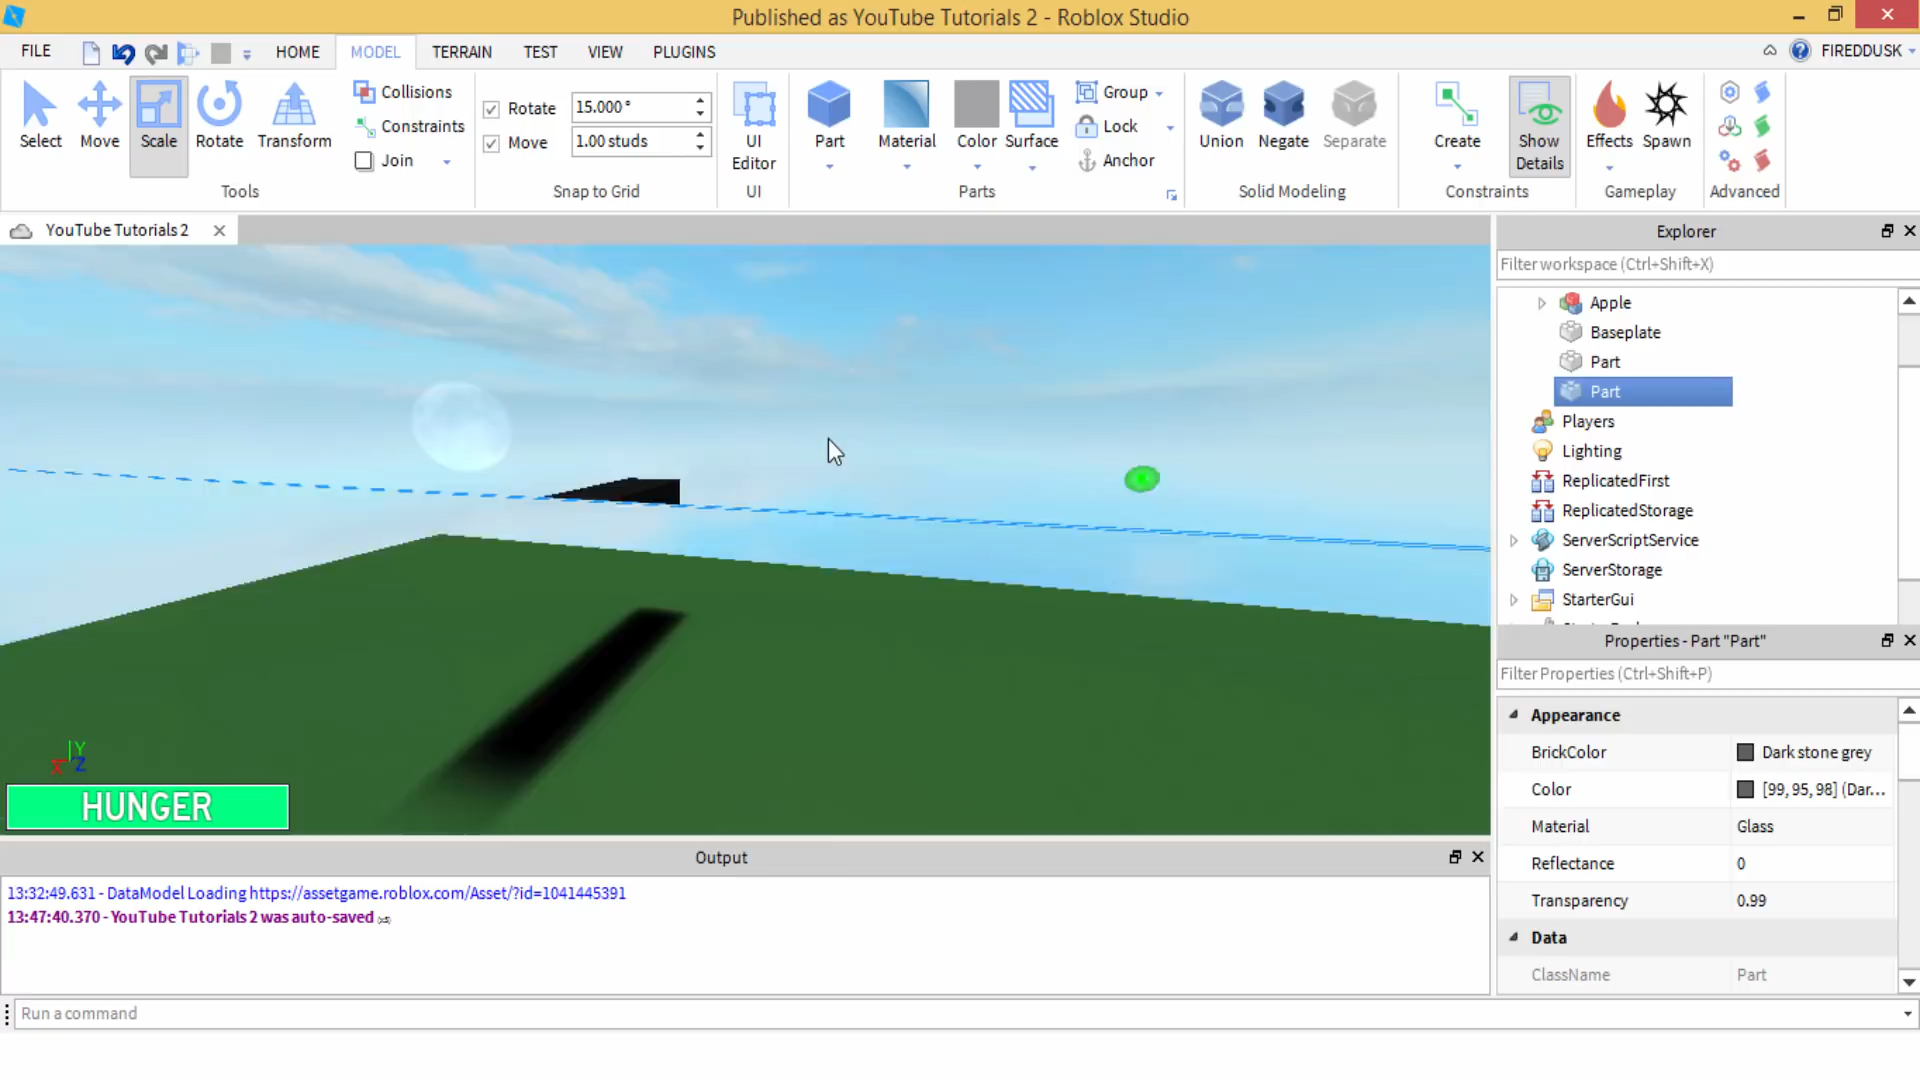 Published as YouTube Tutorials 2 - Roblox Studio
FILE HOME MODEL TERRAIN TEST VIEW PLUGINS FIREDDUSK
Select Move Scale Rotate Transform
Collisions
Constraints
Join
Tools
Rotate 15.000°
Move 1.00 studs
Snap to Grid
UI
Editor
UI
Part Material Color Surface
Group
Lock
Anchor
Parts
Union Negate Separate
Solid Modeling
Create Show
Details
Constraints
Effects Spawn
Gameplay
Advanced
YouTube Tutorials 2
Explorer
Filter workspace (Ctrl+Shift+X)
Apple
Baseplate
Part
Part
Players
Lighting
ReplicatedFirst
ReplicatedStorage
ServerScriptService
ServerStorage
StarterGui
Properties - Part "Part"
Filter Properties (Ctrl+Shift+P)
Appearance
BrickColor Dark stone grey
Color [99, 95, 98] (Dar...
Material Glass
Reflectance 0
Transparency 0.99
Data
ClassName Part
Y
X Z
HUNGER
Output
13:32:49.631 - DataModel Loading https://assetgame.roblox.com/Asset/?id=1041445391
13:47:40.370 - YouTube Tutorials 2 was auto-saved
Run a command